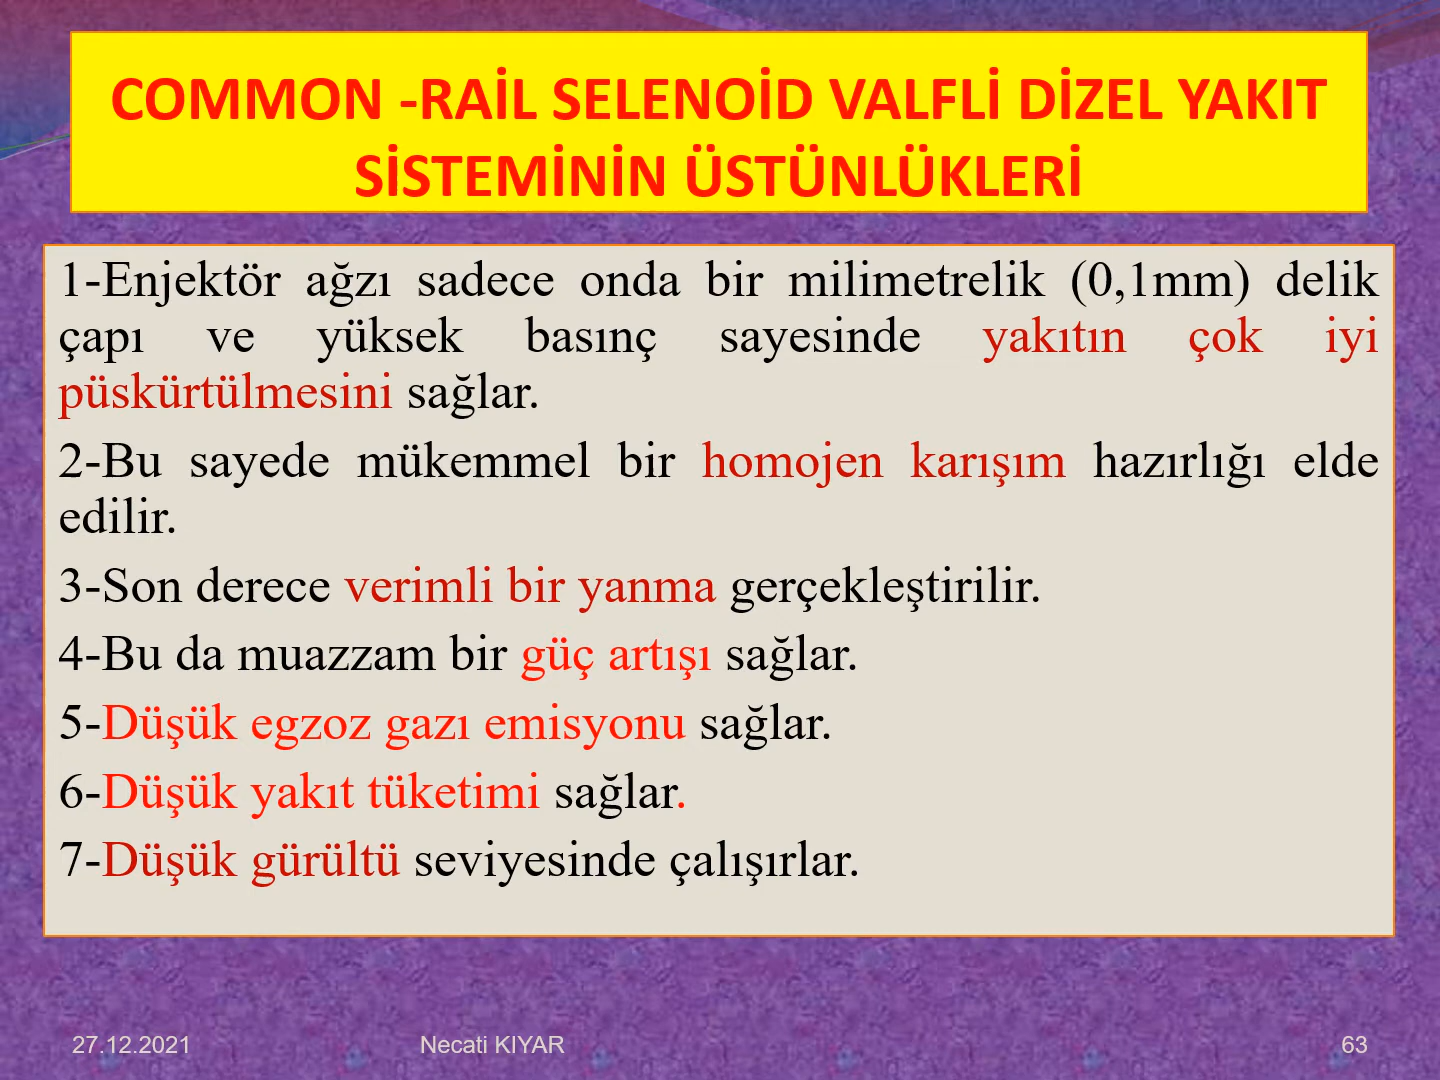 COMMON -RAİL SELENOİD VALFLİ DİZEL YAKIT
SİSTEMİNİN ÜSTÜNLÜKLERİ
1-Enjektör ağzı sadece onda bir milimetrelik (0,1mm) delik
çapı ve yüksek basınç sayesinde yakıtın çok iyi
püskürtülmesini sağlar.
2-Bu sayede mükemmel bir homojen karışım hazırlığı elde
edilir.
3-Son derece verimli bir yanma gerçekleştirilir.
4-Bu da muazzam bir güç artışı sağlar.
5-Düşük egzoz gazı emisyonu sağlar.
6-Düşük yakıt tüketimi sağlar.
7-Düşük gürültü seviyesinde çalışırlar.
27.12.2021 Necati KIYAR 63